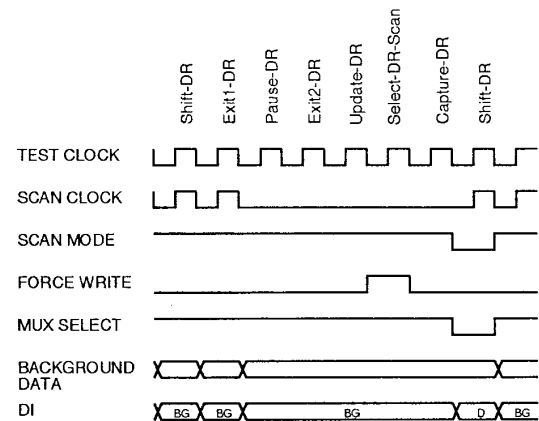 Shift-DR
Exit1-DR
Pause-DR
Exit2-DR
Update-DR
Select-DR-Scan
Capture-DR
Shift-DR
TEST CLOCK
SCAN CLOCK
SCAN MODE
FORCE WRITE
MUX SELECT
BACKGROUND
DATA
DI BG BG BG D BG